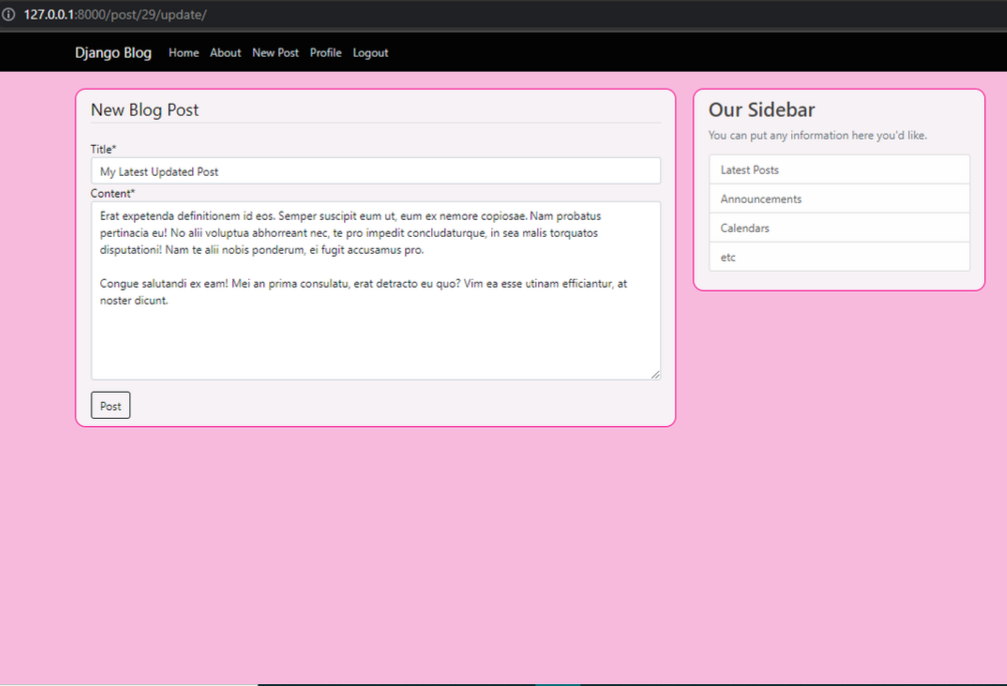 127.0.0.1:8000/post/29/update/
Django Blog Home About New Post Profile Logout
New Blog Post
Title*
My Latest Updated Post
Content*
Erat expetenda definitionem id eos. Semper suscipit eum ut, eum ex nemore copiosae. Nam probatus
pertinacia eu! No alii voluptua abhorreant nec, te pro impedit concludaturque, in sea malis torquatos
disputationi! Nam te alii nobis ponderum, ei fugit accusamus pro.
Congue salutandi ex eam! Mei an prima consulatu, erat detracto eu quo? Vim ea esse utinam efficiantur, at
noster dicunt.
Post
Our Sidebar
You can put any information here you'd like.
Latest Posts
Announcements
Calendars
etc